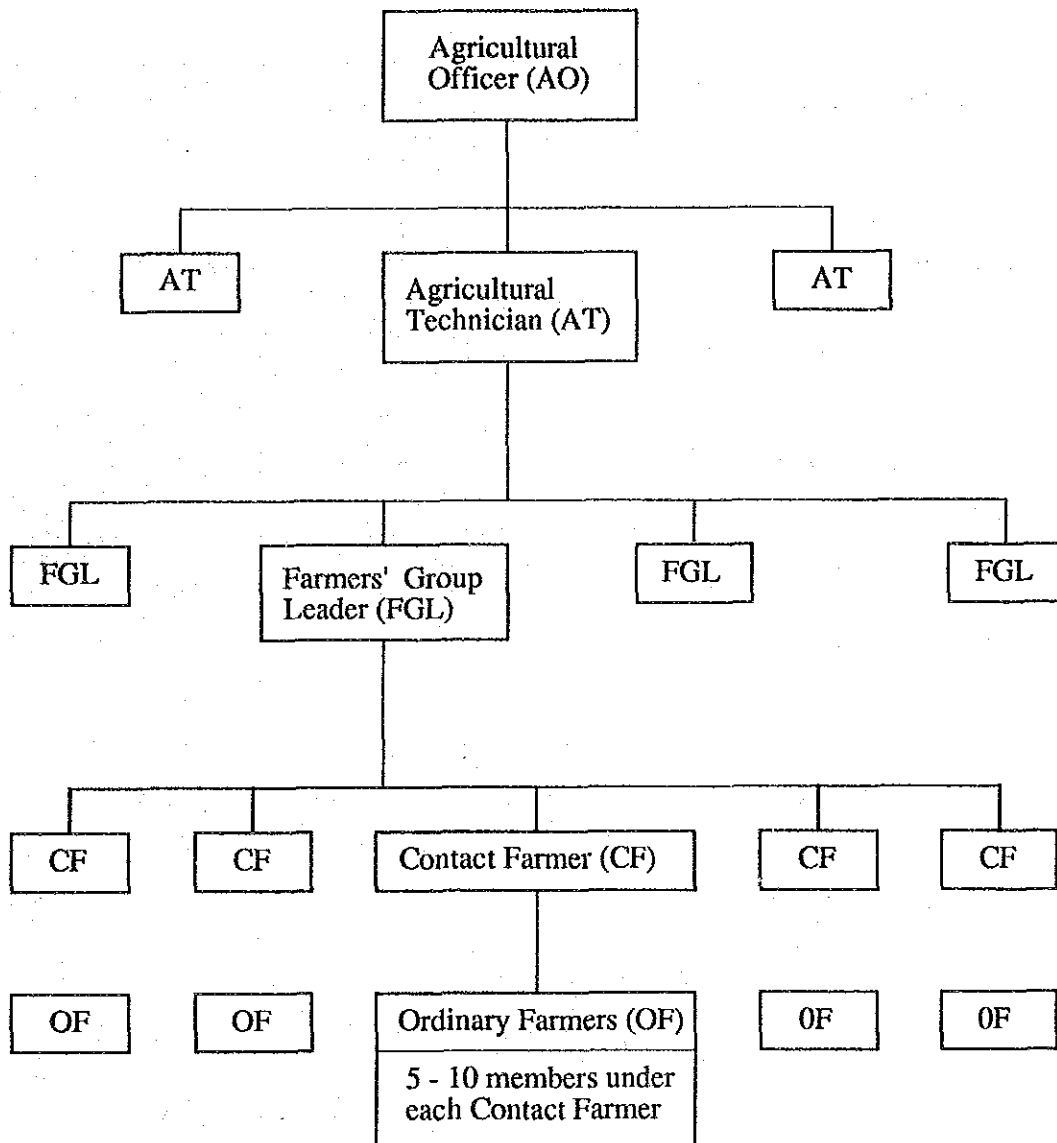 Agricultural
Officer (AO)
AT
Agricultural
Technician (AT)
AT
FGL
Farmers' Group
Leader (FGL)
FGL
FGL
CF
CF
Contact Farmer (CF)
CF
CF
OF
OF
Ordinary Farmers (OF)
0F
0F
5 - 10 members under
each Contact Farmer